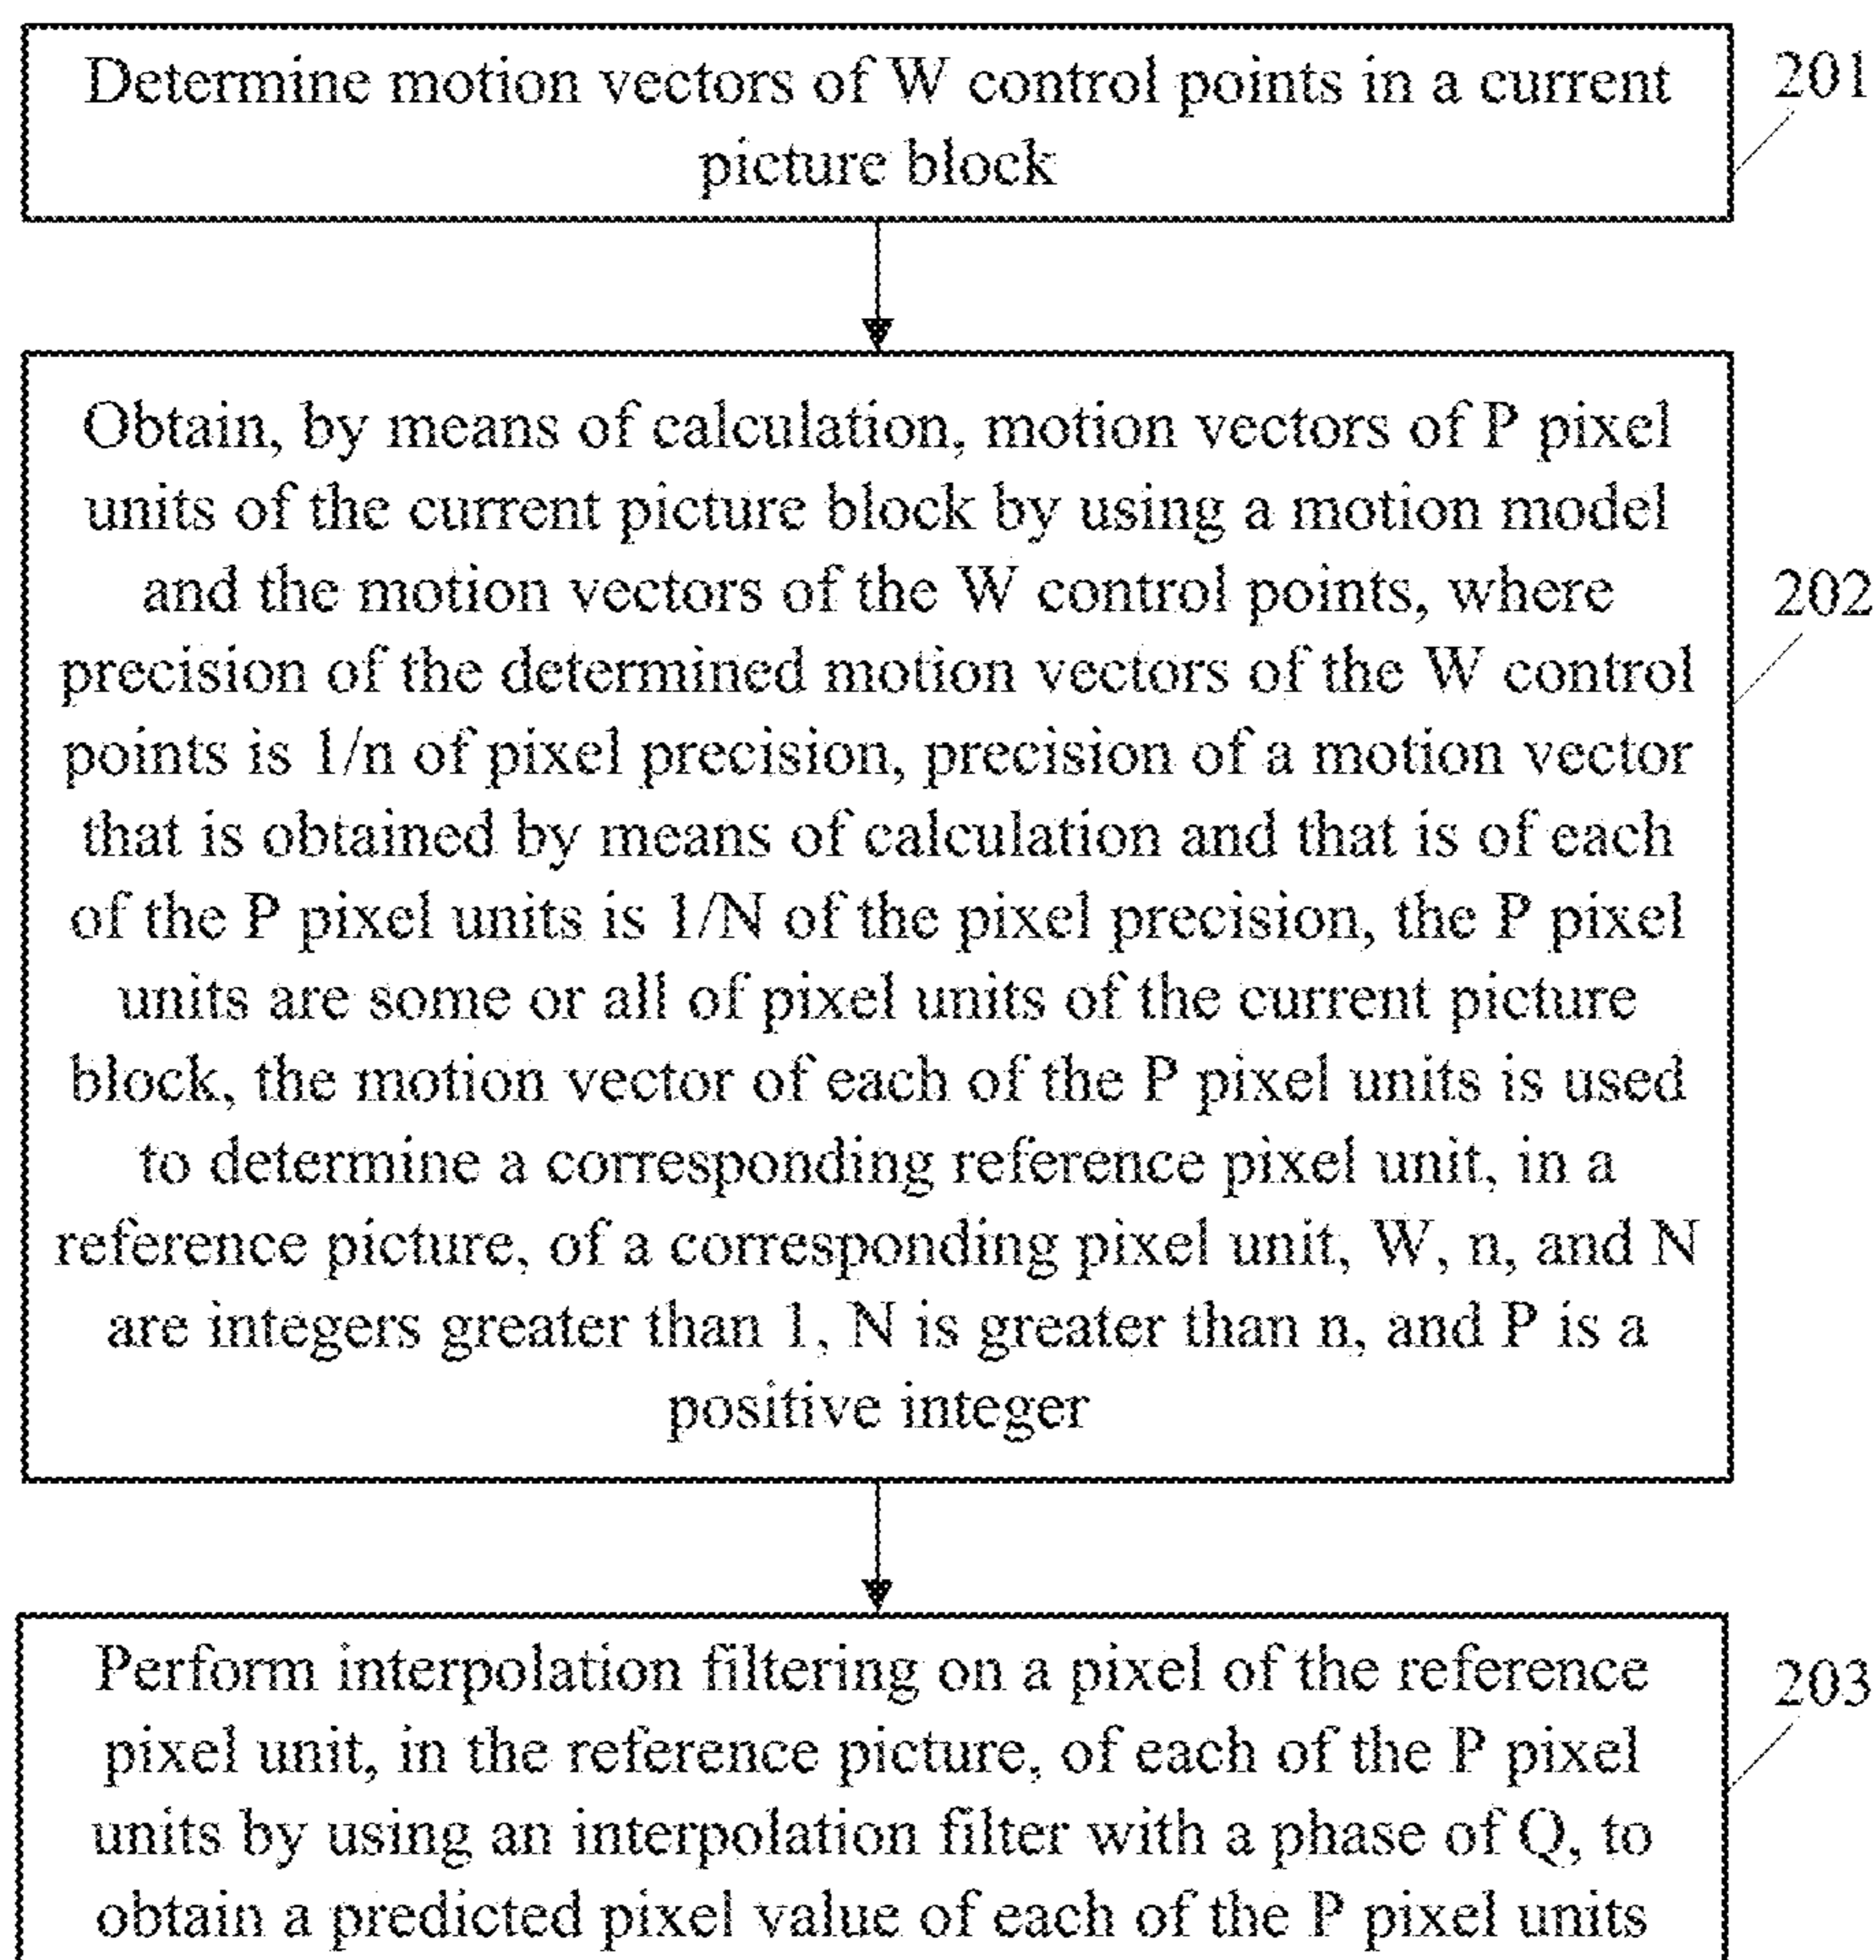 Determine motion vectors of W control points in a current
picture block
201
Obtain, by means of calculation, motion vectors of P pixel
units of the current picture block by using a motion model
and the motion vectors of the W control points, where
precision of the determined motion vectors of the W control
points is 1/n of pixel precision, precision of a motion vector
that is obtained by means of calculation and that is of each
of the P pixel units is 1/N of the pixel precision, the P pixel
units are some or all of pixel units of the current picture
block, the motion vector of each of the P pixel units is used
to determine a corresponding reference pixel unit, in a
reference picture, of a corresponding pixel unit, W, n, and N
are integers greater than 1, N is greater than n, and P is a
positive integer
202
Perform interpolation filtering on a pixel of the reference
pixel unit, in the reference picture, of each of the P pixel
units by using an interpolation filter with a phase of Q, to
obtain a predicted pixel value of each of the P pixel units
203